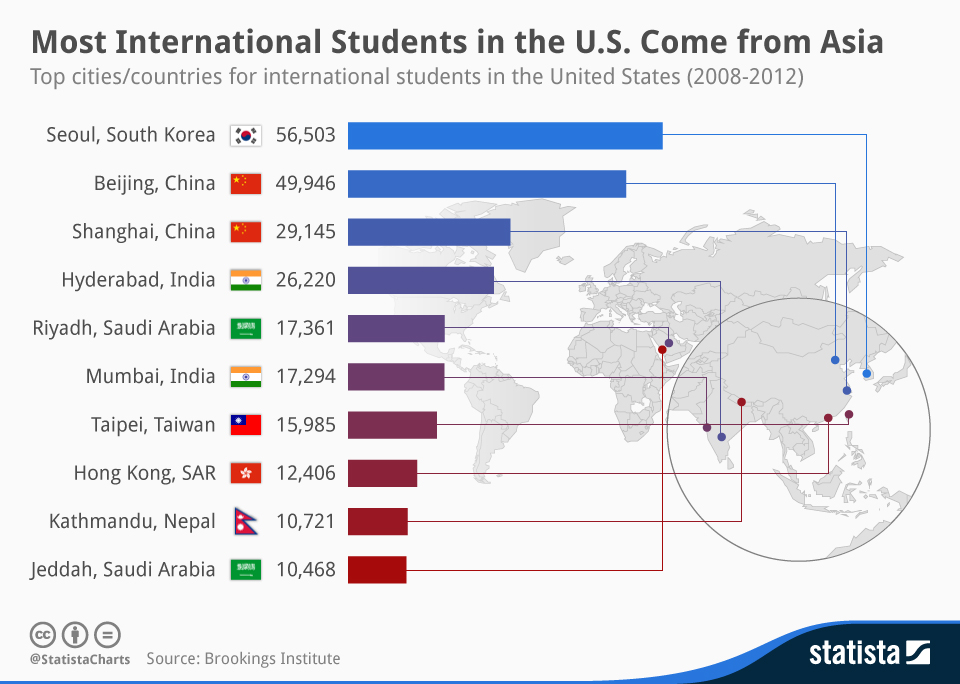 Most International Students in the U.S. Come from Asia
Top cities/countries for international students in the United States (2008-2012)
Seoul, South Korea 56,503
Beijing, China 49,946
Shanghai, China 29,145
Hyderabad, India 26,220
Riyadh, Saudi Arabia 17,361
Mumbai, India 17,294
Taipei, Taiwan 15,985
Hong Kong, SAR 12,406
Kathmandu, Nepal 10,721
Jeddah, Saudi Arabia 10,468
cc
@StatistaCharts Source: Brookings Institute
statista